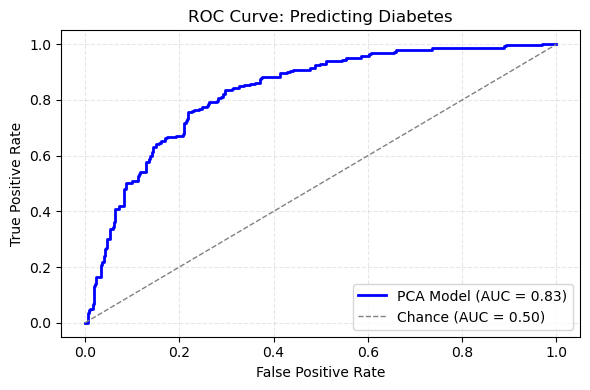 ROC Curve: Predicting Diabetes
True Positive Rate
1.0
0.8
0.6
0.4
0.2
0.0
PCA Model (AUC = 0.83)
Chance (AUC = 0.50)
0.0 0.2 0.4 0.6 0.8 1.0
False Positive Rate